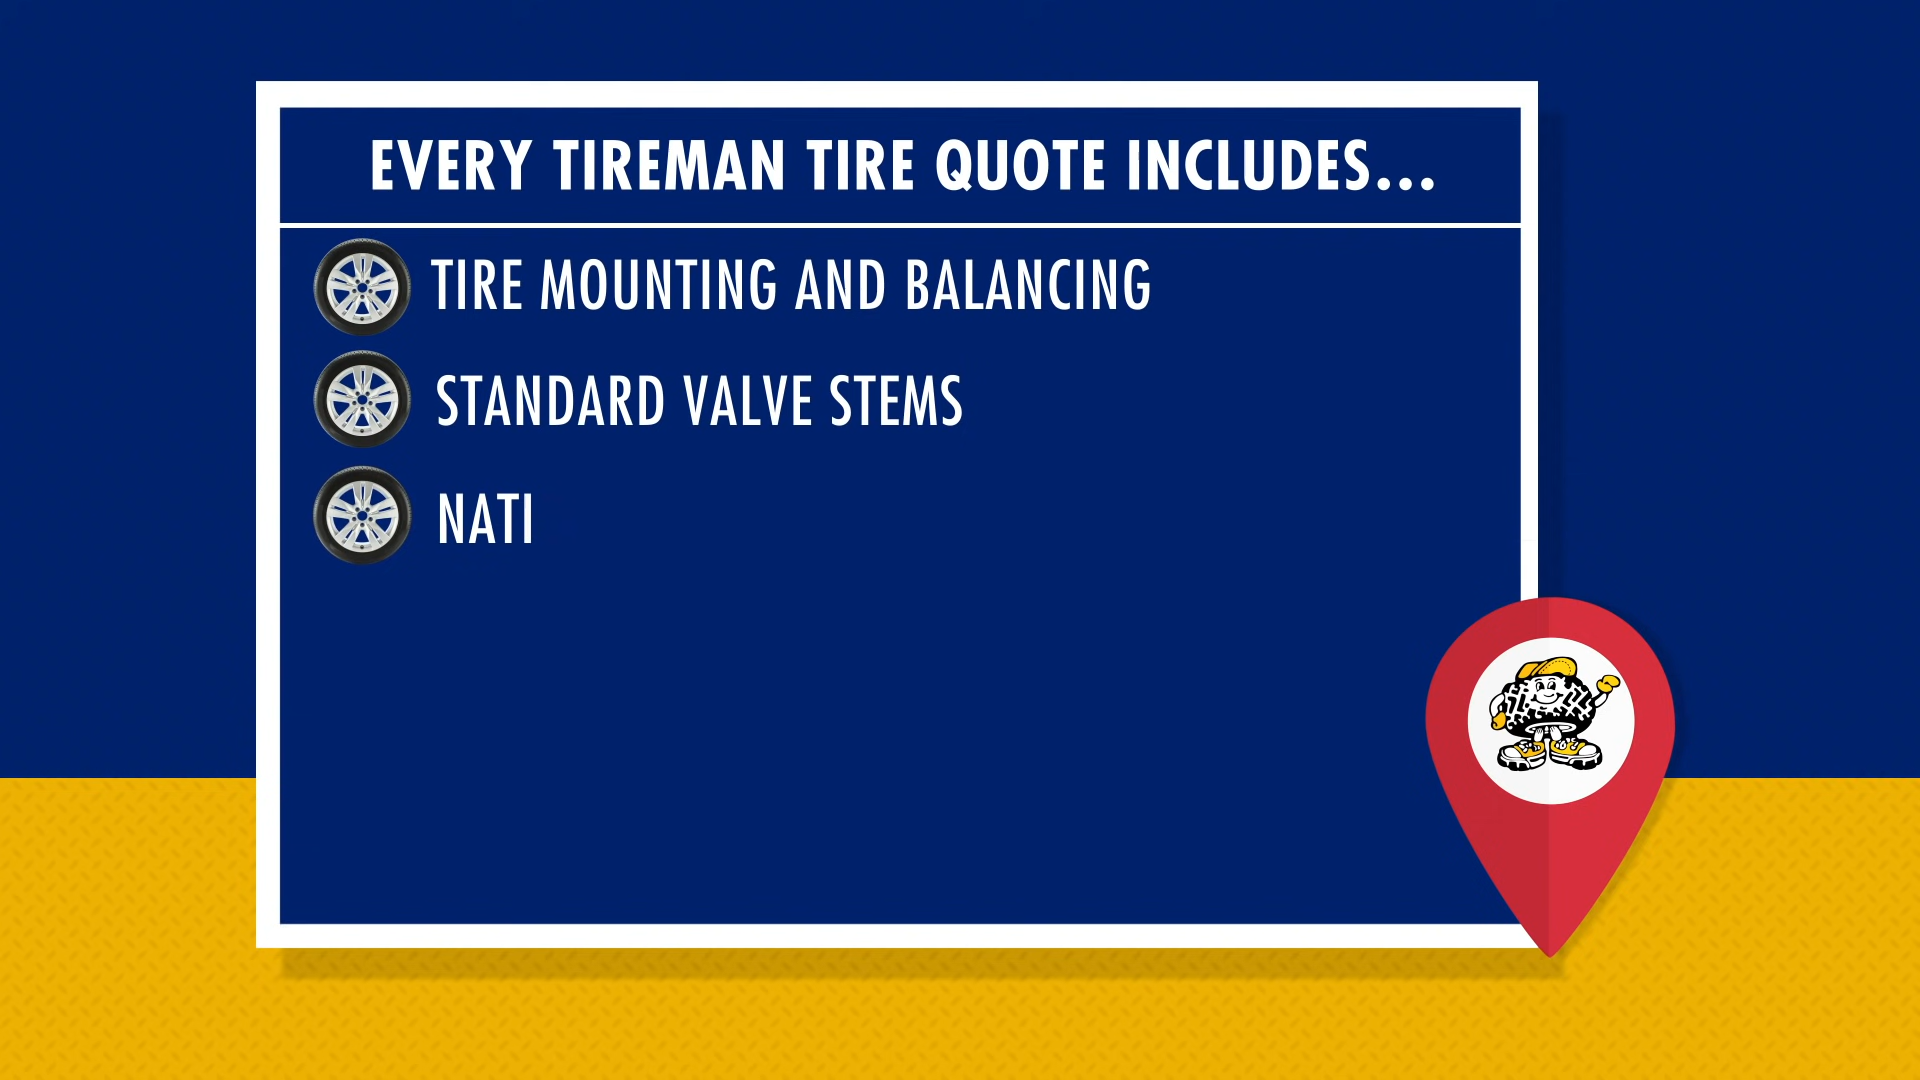 EVERY TIREMAN TIRE QUOTE INCLUDES...
TIRE MOUNTING AND BALANCING
STANDARD VALVE STEMS
NATI